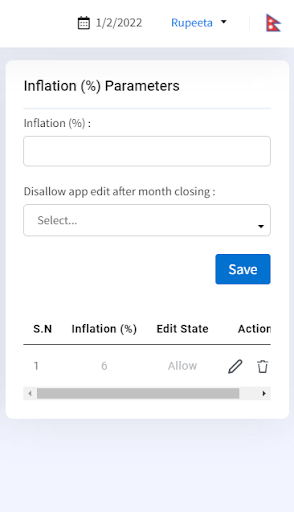 1/2/2022 Rupeeta
Inflation (%) Parameters
Inflation (%) :
Disallow app edit after month closing :
Select...
Save
S.N Inflation (%) Edit State Action
1 6 Allow